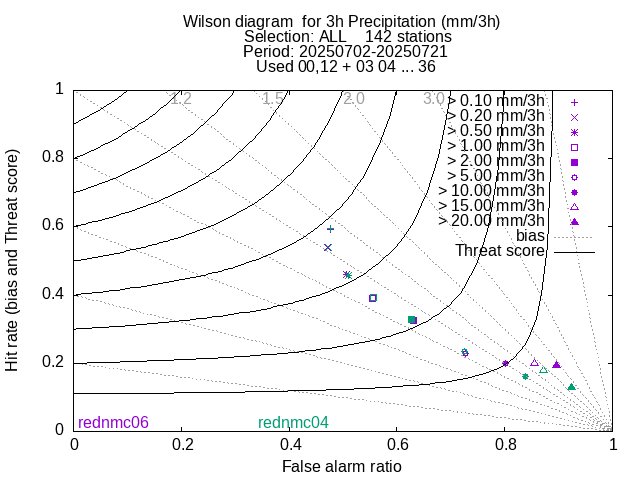 Wilson diagram  for 3h Precipitation (mm/3h)
Selection: ALL    142 stations
Period: 20250702-20250721
Used 00,12 + 03 04 ... 36
1.2
1.5
2.0
3.0
> 0.10 mm/3h
> 0.20 mm/3h
> 0.50 mm/3h
> 1.00 mm/3h
> 2.00 mm/3h
> 5.00 mm/3h
> 10.00 mm/3h
> 15.00 mm/3h
> 20.00 mm/3h
bias
Threat score
Hit rate (bias and Threat score)
1
0.8
0.6
0.4
0.2
0
rednmc06
rednmc04
0
0.2
0.4
0.6
0.8
1
False alarm ratio